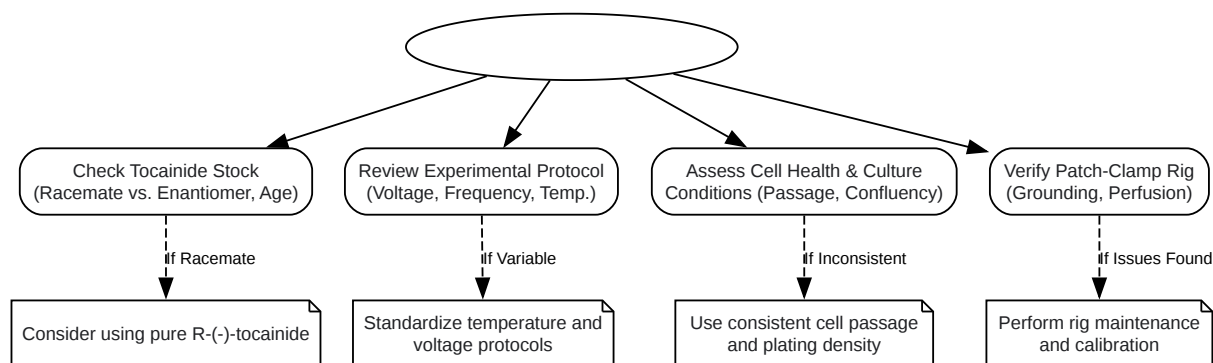 Check Tocainide Stock
(Racemate vs. Enantiomer, Age)
Review Experimental Protocol
(Voltage, Frequency, Temp.)
Assess Cell Health & Culture
Conditions (Passage, Confluency)
Verify Patch-Clamp Rig
(Grounding, Perfusion)
If Racemate
If Variable
If Inconsistent
If Issues Found
Consider using pure R-(-)-tocainide
Standardize temperature and
voltage protocols
Use consistent cell passage
and plating density
Perform rig maintenance
and calibration